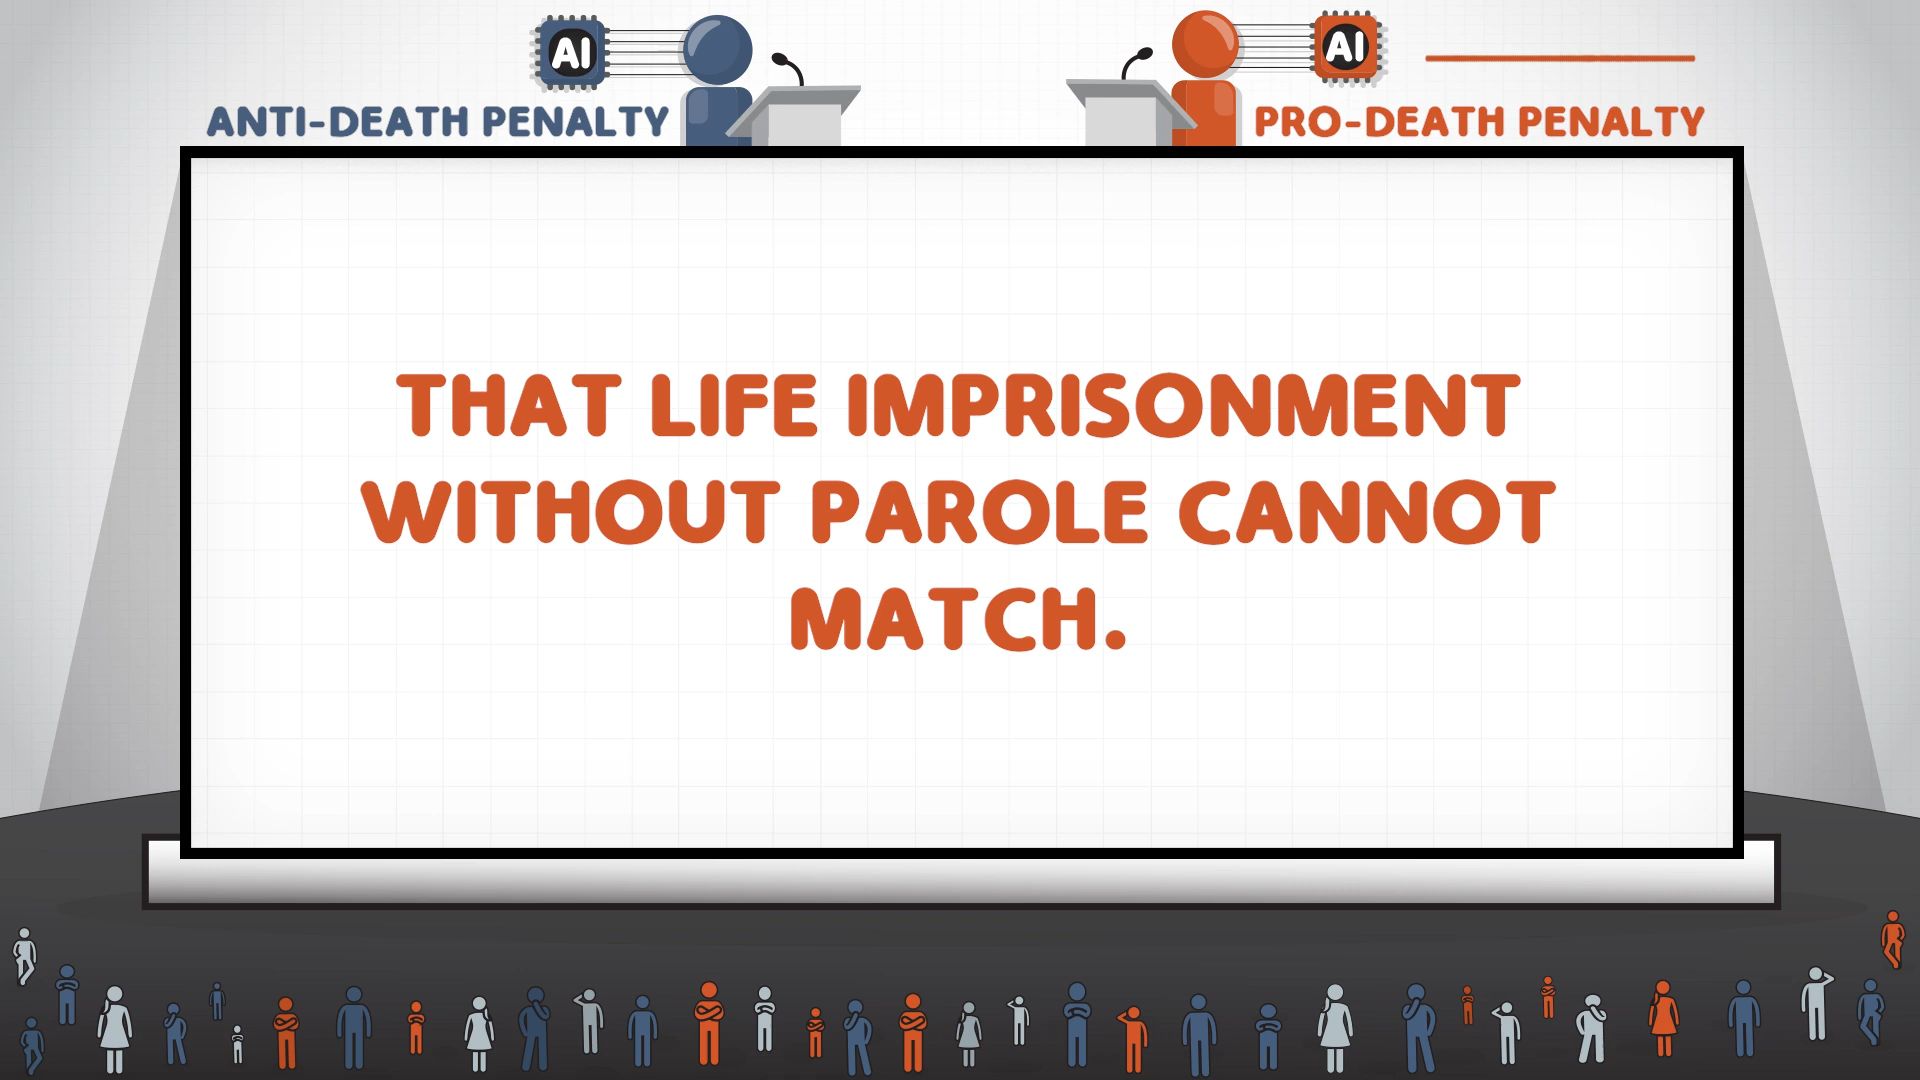 AI
AI
ANTI-DEATH PENALTY
PRO-DEATH PENALTY
THAT LIFE IMPRISONMENT
WITHOUT PAROLE CANNOT
MATCH.